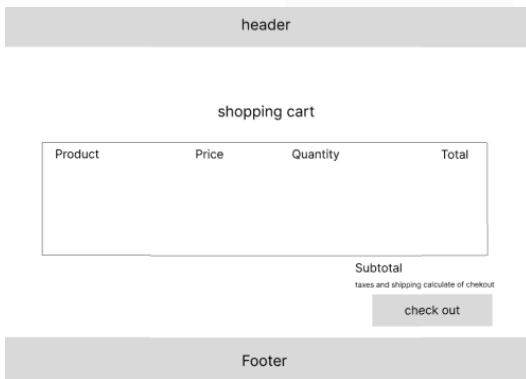 header
shopping cart
Product Price Quantity Total
Subtotal
taxes and shipping calculate of chekout
check out
Footer